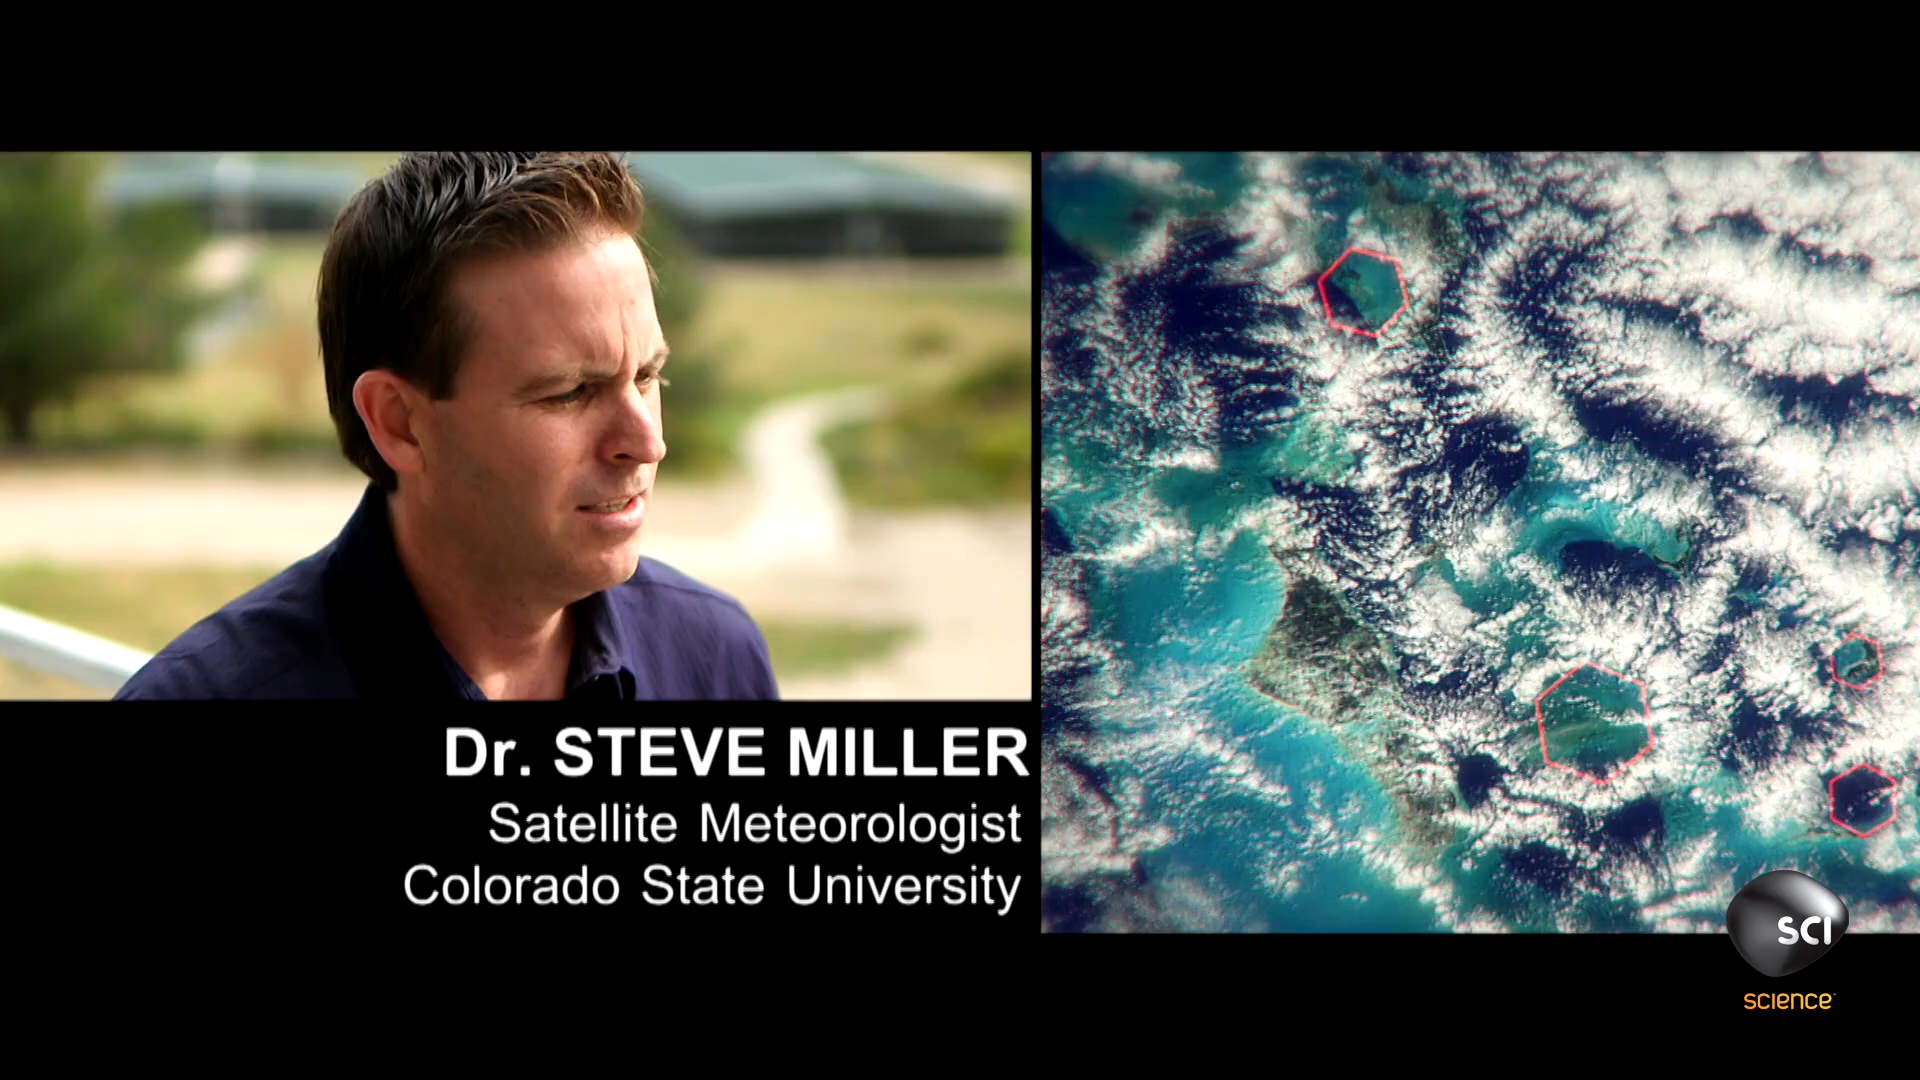 Dr. STEVE MILLER
Satellite Meteorologist
Colorado State University
SCI
science